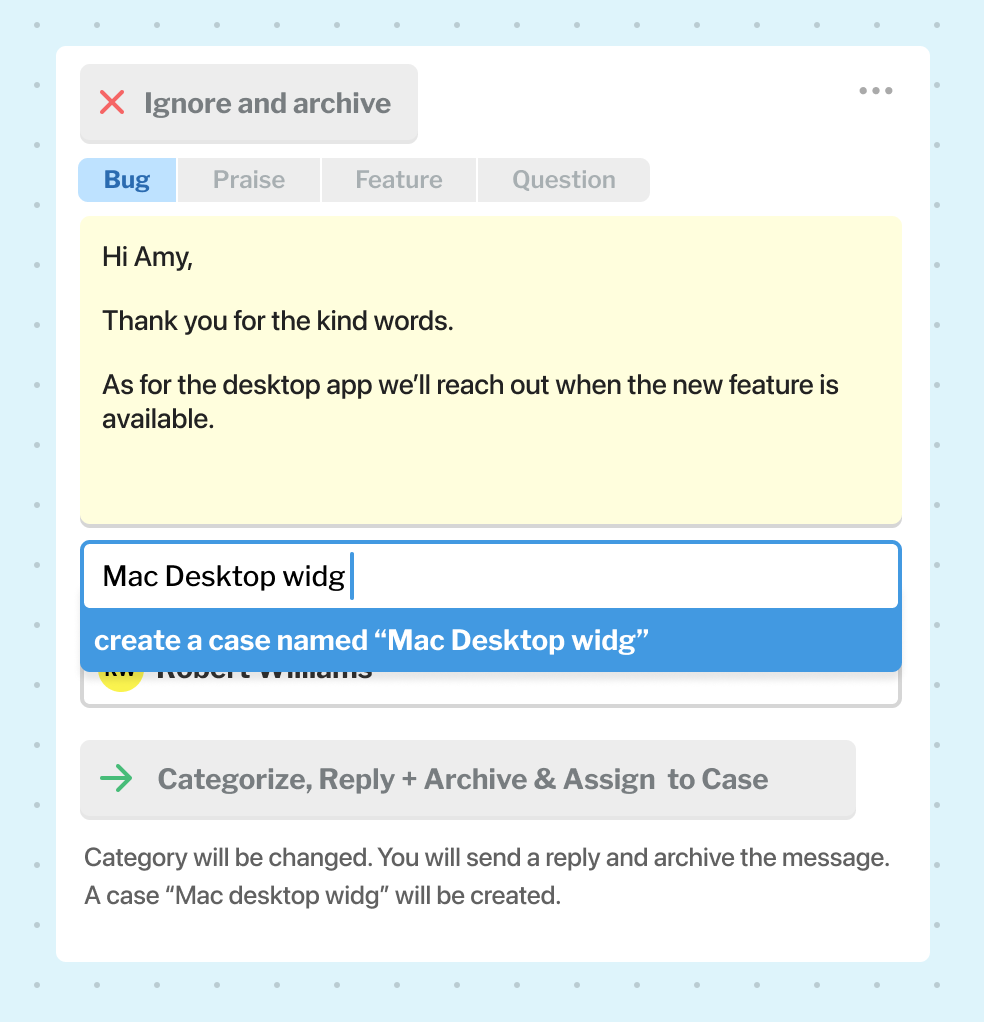 Ignore and archive
Bug Praise Feature Question
Hi Amy,
Thank you for the kind words.
As for the desktop app we’ll reach out when the new feature is
available.
Mac Desktop widg
create a case named “Mac Desktop widg”
RW Robert Williams
Categorize, Reply + Archive & Assign to Case
Category will be changed. You will send a reply and archive the message.
A case “Mac desktop widg” will be created.